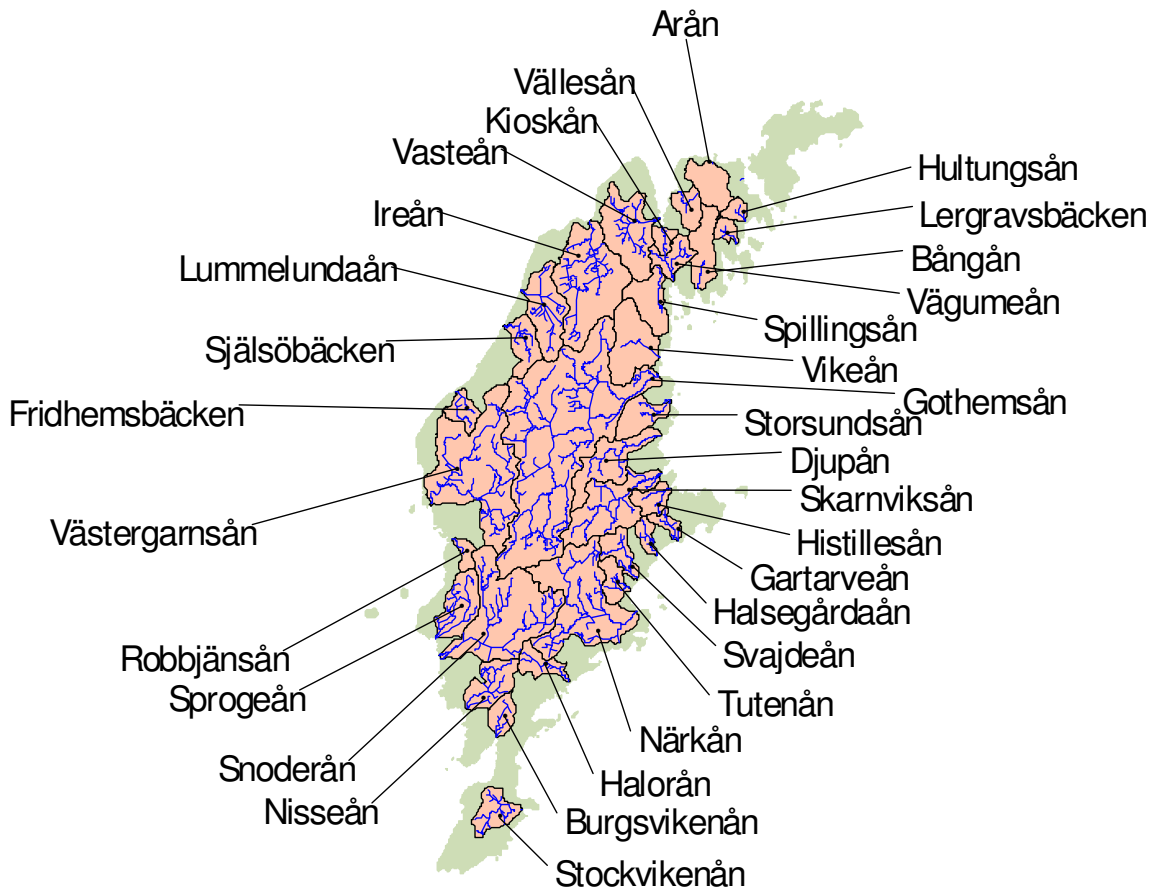 Arån
Vällesån
Kioskån
Vasteån
Hultungsån
Ireån
Lergravsbäcken
Bångån
Lummelundaån
Vägumeån
Spillingsån
Själsöbäcken
Vikeån
Gothemsån
Fridhemsbäcken
Storsundsån
Djupån
Skarnviksån
Västergarnsån
Histillesån
Gartarveån
Halsegårdaån
Robbjänsån
Svajdeån
Sprogeån
Tutenån
Närkån
Snoderån
Halorån
Nisseån
Burgsvikenån
Stockvikenån